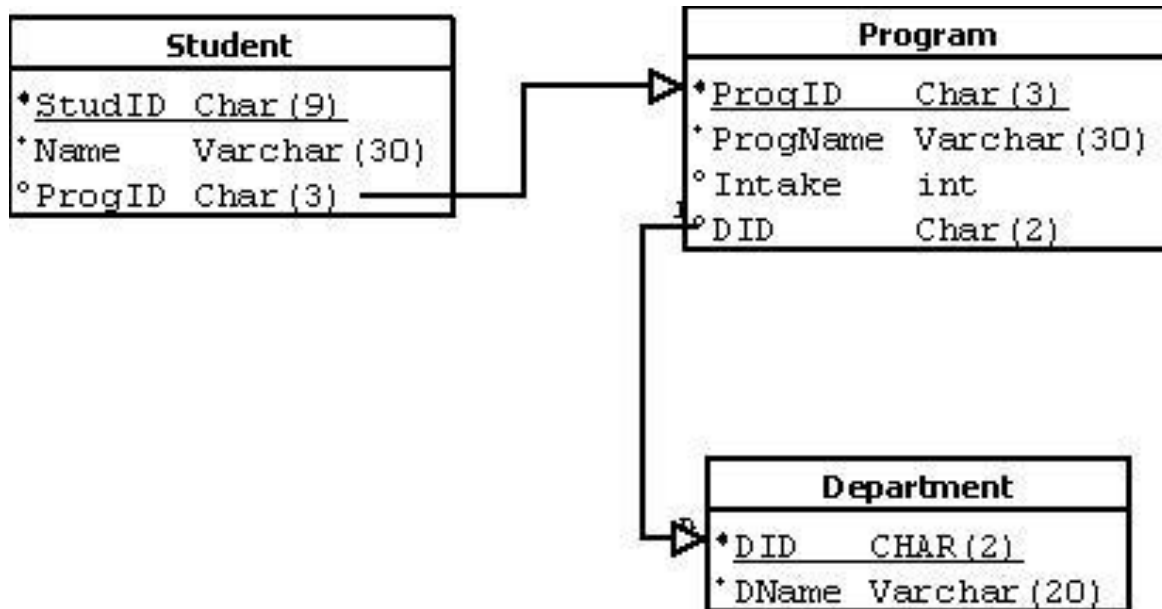 Student
StudID Char(9)
Name Varchar(30)
ProgID Char(3)
Program
ProgID Char(3)
ProgName Varchar(30)
Intake int
DID Char(2)
Department
DID CHAR(2)
DName Varchar(20)